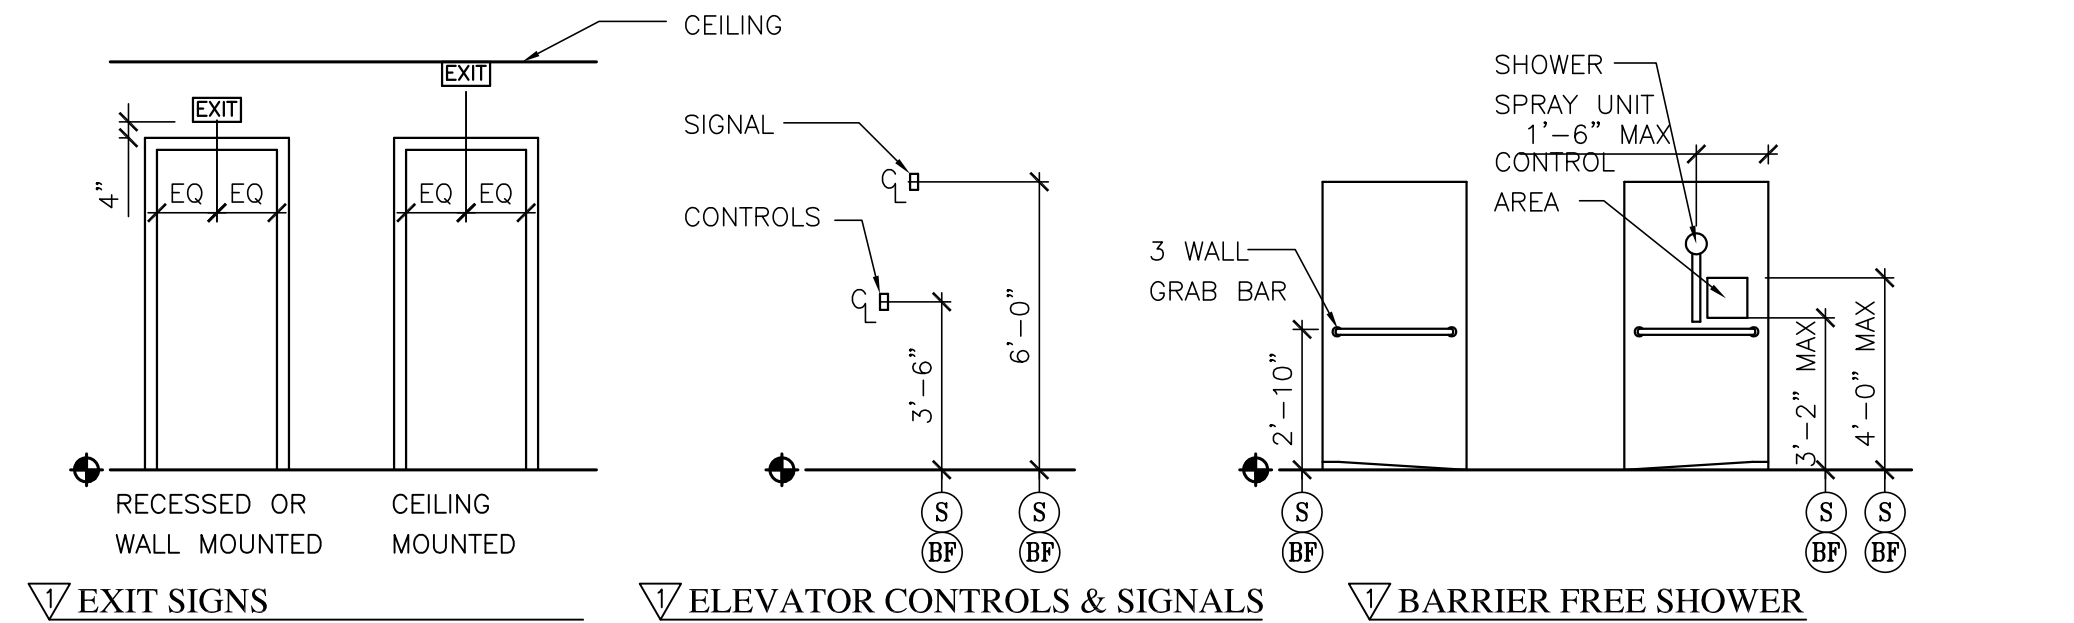 CEILING
EXIT
EXIT
4"
EQ EQ
EQ EQ
RECESSED OR
WALL MOUNTED
CEILING
MOUNTED
1 EXIT SIGNS
SIGNAL
CL
CONTROLS
CL
3'-6"
6'-0"
S
BF
S
BF
1 ELEVATOR CONTROLS & SIGNALS
SHOWER
SPRAY UNIT
1'-6" MAX
CONTROL
AREA
3 WALL
GRAB BAR
2'-10"
3'-2" MAX
4'-0" MAX
S
BF
S
BF
S
BF
1 BARRIER FREE SHOWER